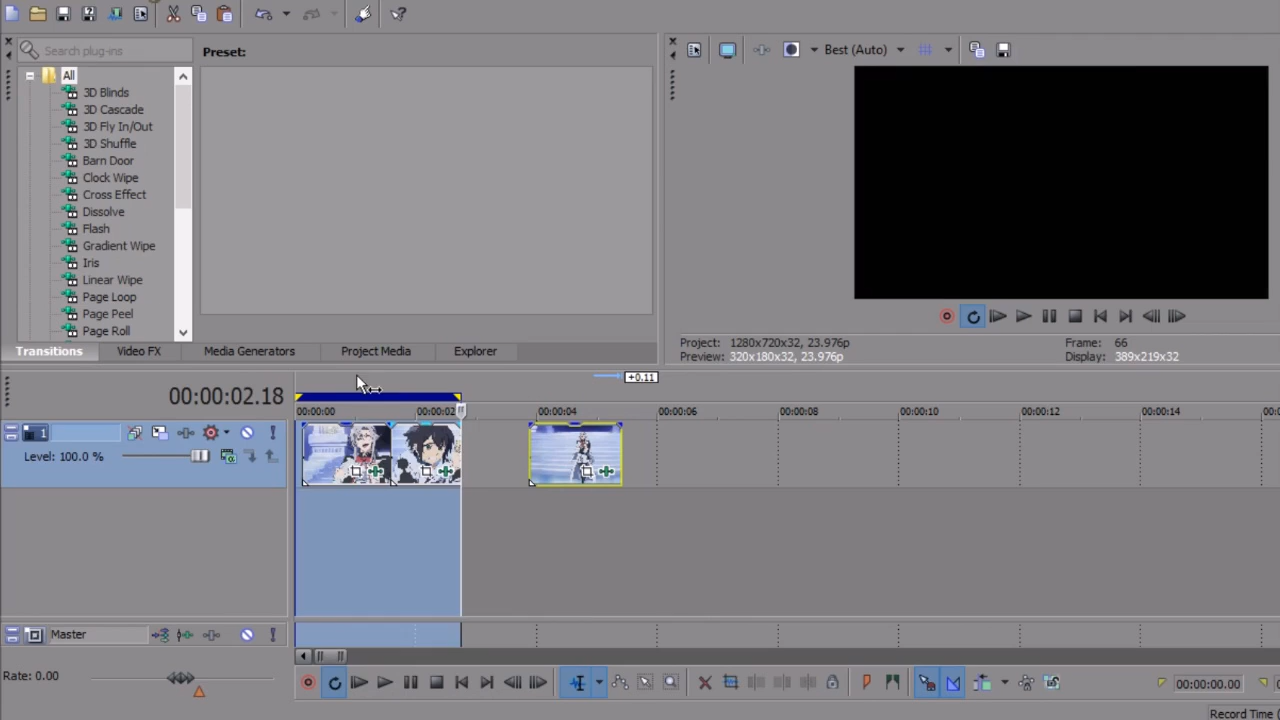 Search plug-ins
Preset:
Best (Auto)
All
3D Blinds
3D Cascade
3D Fly In/Out
3D Shuffle
Barn Door
Clock Wipe
Cross Effect
Dissolve
Flash
Gradient Wipe
Iris
Linear Wipe
Page Loop
Page Peel
Page Roll
Project: 1280x720x32, 23.976p
Frame: 66
Preview: 320x180x32, 23.976p
Display: 389x219x32
Transitions
Video FX
Media Generators
Project Media
Explorer
+0.11
00:00:02.18
00:00:00
00:00:02
00:00:04
00:00:06
00:00:08
00:00:10
00:00:12
00:00:14
1
Level: 100.0 %
Master
Rate: 0.00
00:00:00.00
Record Time (